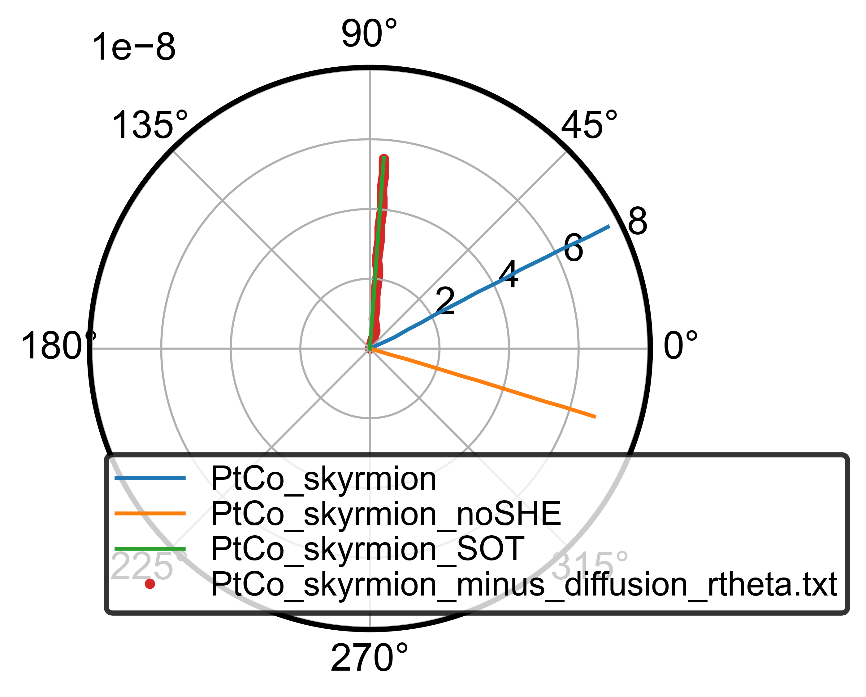 90°
1e−8
135°
45°
8
6
4
2
180°
0°
PtCo_skyrmion
PtCo_skyrmion_noSHE
PtCo_skyrmion_SOT
225°
315°
PtCo_skyrmion_minus_diffusion_rtheta.txt
270°